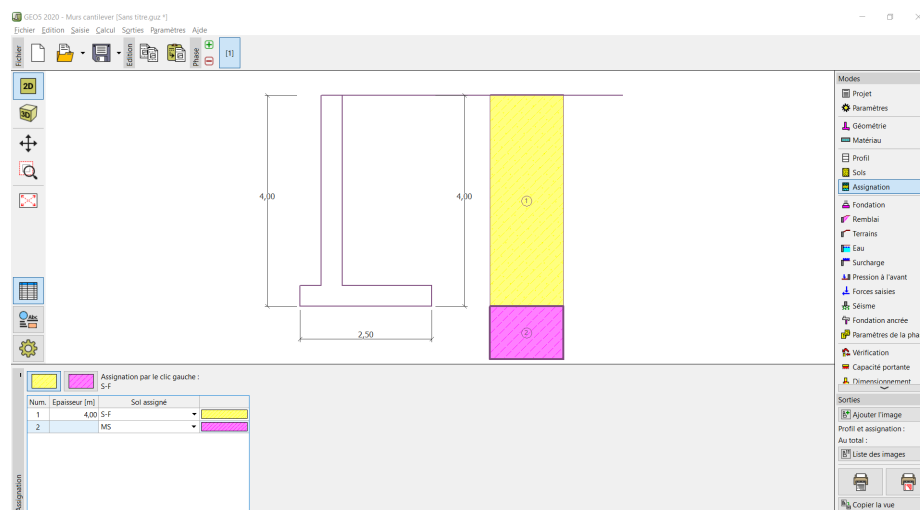 GEO5 2020 - Murs cantilever [Sans titre.guz *]
Fichier Edition Saisie Calcul Sorties Paramètres Aide
Fichier
Edition
Phase
[1]
2D
3D
Abc
4,00
4,00
2,50
1
2
Modes
Projet
Paramètres
Géométrie
Matériau
Profil
Sols
Assignation
Fondation
Remblai
Terrains
Eau
Surcharge
Pression à l'avant
Forces saisies
Séisme
Fondation ancrée
Paramètres de la pha
Vérification
Capacité portante
Dimensionnement
Sorties
Ajouter l'image
Profil et assignation :
Au total :
Liste des images
Copier la vue
Assignation
Assignation par le clic gauche :
S-F
Num. Epaisseur [m] Sol assigné
1 4,00 S-F
2 MS